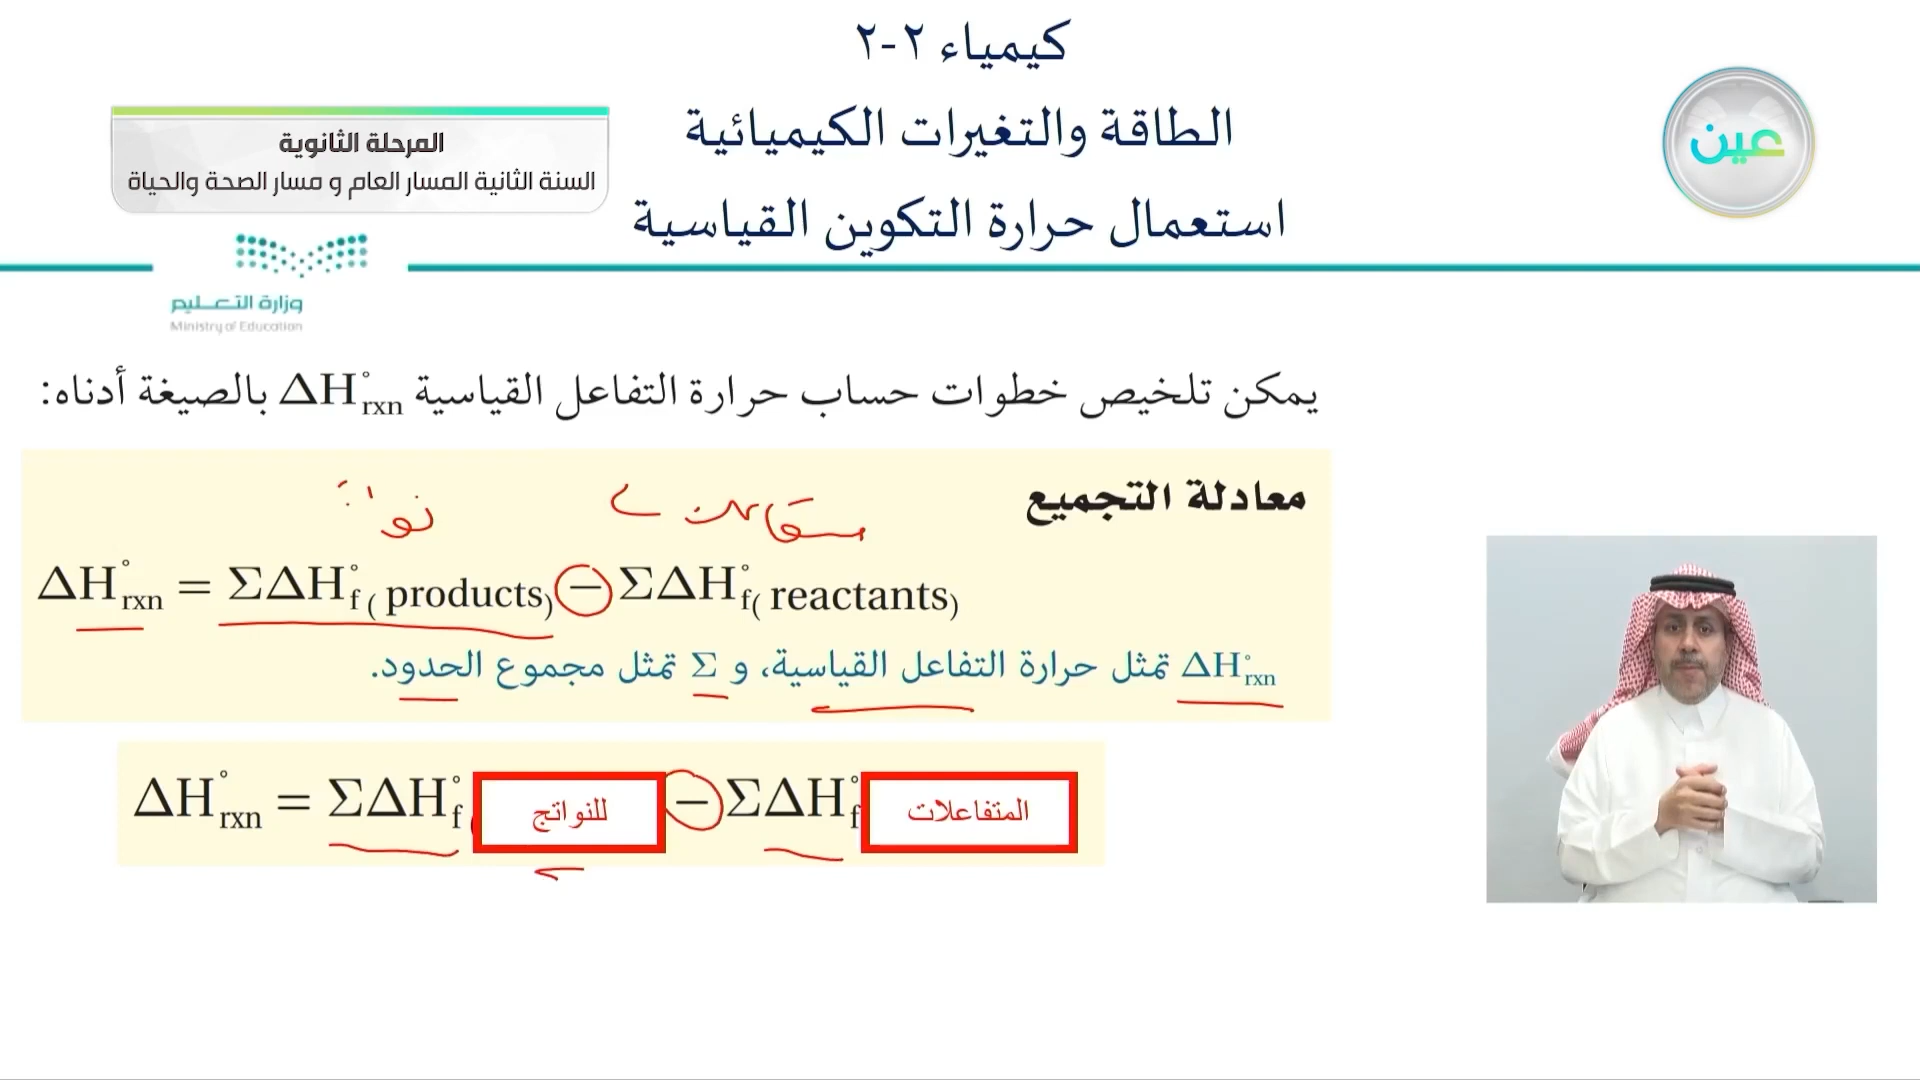 كيمياء ٢-٢
الطاقة والتغيرات الكيميائية
استعمال حرارة التكوين القياسية
المرحلة الثانوية
السنة الثانية المسار العام و مسار الصحة والحياة
عين
وزارة التعليم
Ministry of Education
يمكن تلخيص خطوات حساب حرارة التفاعل القياسية ΔH°rxn بالصيغة أدناه:
معادلة التجميع
نواتج متفاعلات
ΔH°rxn = ΣΔH°f (products) − ΣΔH°f(reactants)
ΔH°rxn تمثل حرارة التفاعل القياسية، و Σ تمثل مجموع الحدود.
ΔH°rxn = ΣΔH°f ( للنواتج − ΣΔH°f المتفاعلات